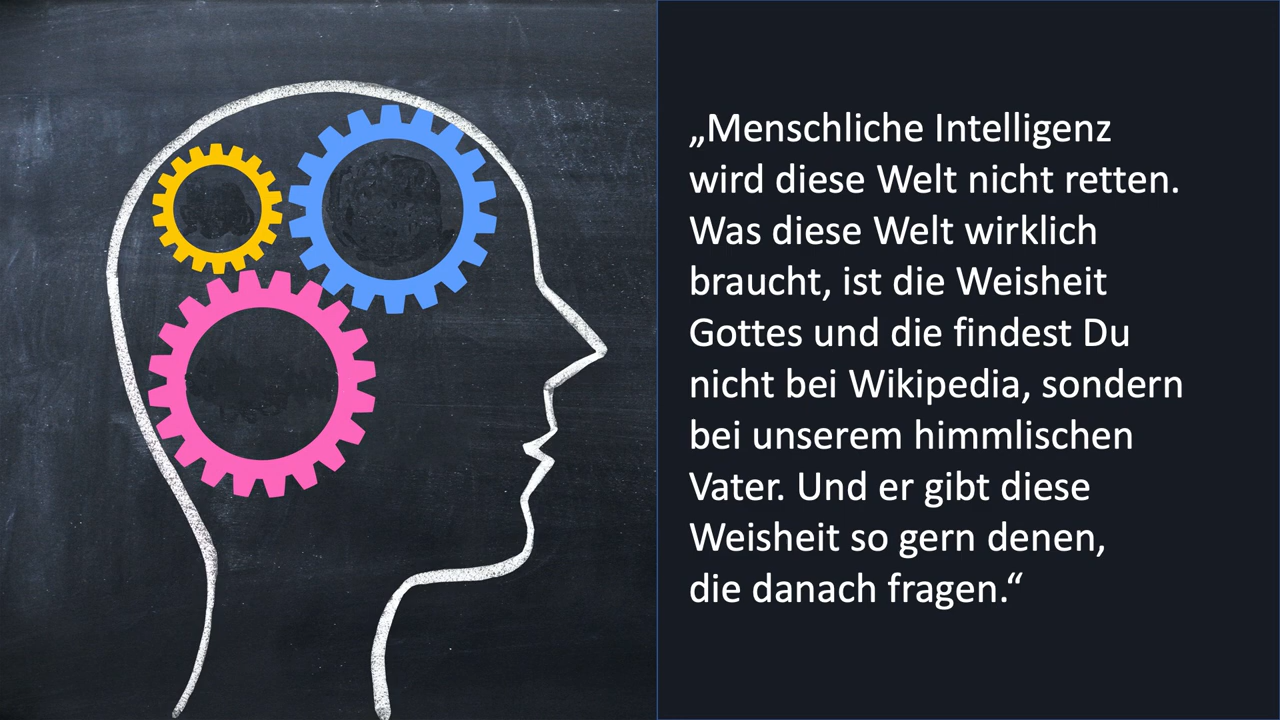 „Menschliche Intelligenz
wird diese Welt nicht retten.
Was diese Welt wirklich
braucht, ist die Weisheit
Gottes und die findest Du
nicht bei Wikipedia, sondern
bei unserem himmlischen
Vater. Und er gibt diese
Weisheit so gern denen,
die danach fragen.“